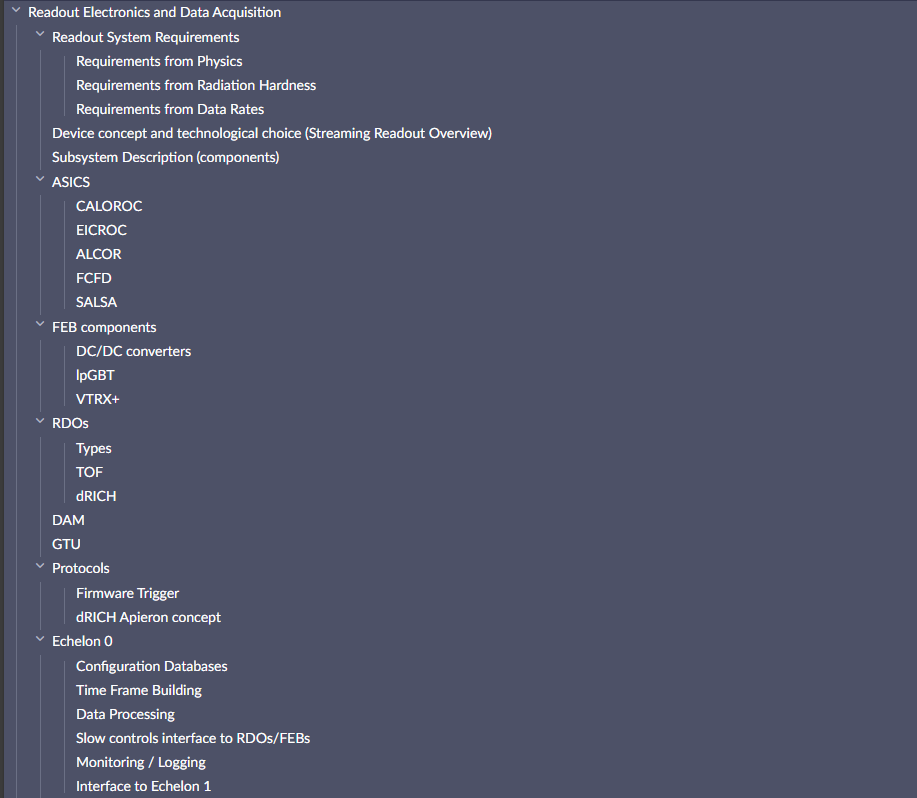 Readout Electronics and Data Acquisition
Readout System Requirements
Requirements from Physics
Requirements from Radiation Hardness
Requirements from Data Rates
Device concept and technological choice (Streaming Readout Overview)
Subsystem Description (components)
ASICS
CALOROC
EICROC
ALCOR
FCFD
SALSA
FEB components
DC/DC converters
lpGBT
VTRX+
RDOs
Types
TOF
dRICH
DAM
GTU
Protocols
Firmware Trigger
dRICH Apieron concept
Echelon 0
Configuration Databases
Time Frame Building
Data Processing
Slow controls interface to RDOs/FEBs
Monitoring / Logging
Interface to Echelon 1